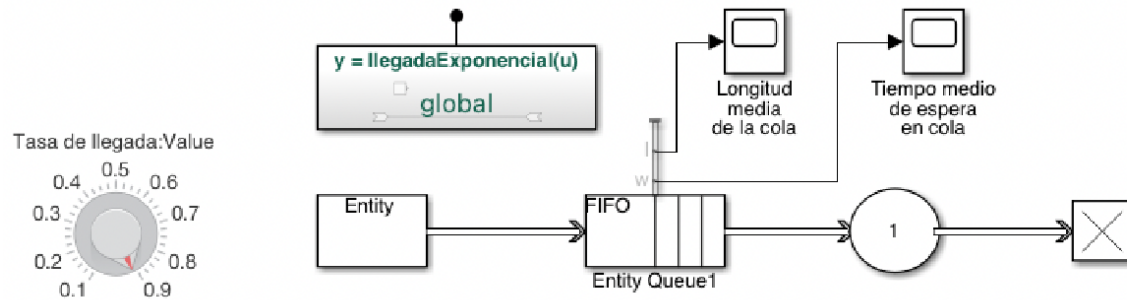 y = llegadaExponencial(u)
global
Longitud
media
de la cola
Tiempo medio
de espera
en cola
Tasa de llegada:Value
0.1
0.2
0.3
0.4
0.5
0.6
0.7
0.8
0.9
Entity
FIFO
l
w
Entity Queue1
1